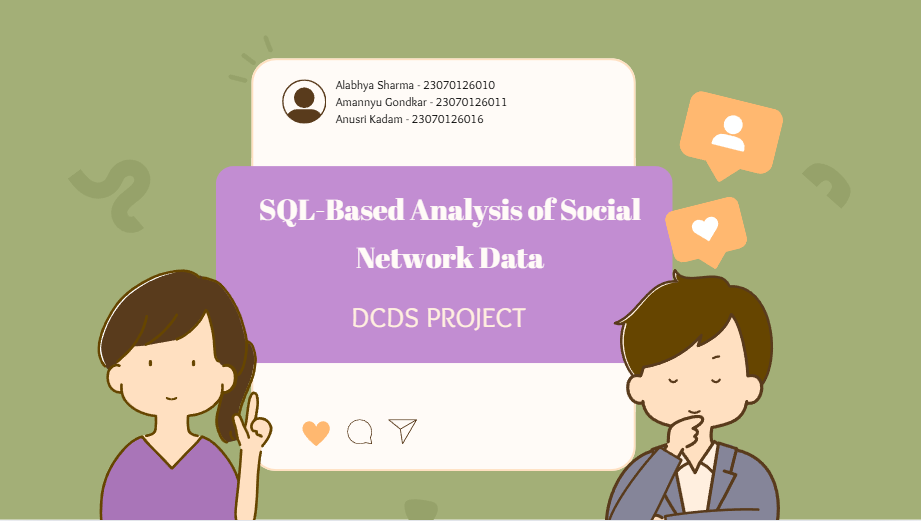 Alabhya Sharma - 23070126010
Amannyu Gondkar - 23070126011
Anusri Kadam - 23070126016
SQL-Based Analysis of Social
Network Data
DCDS PROJECT